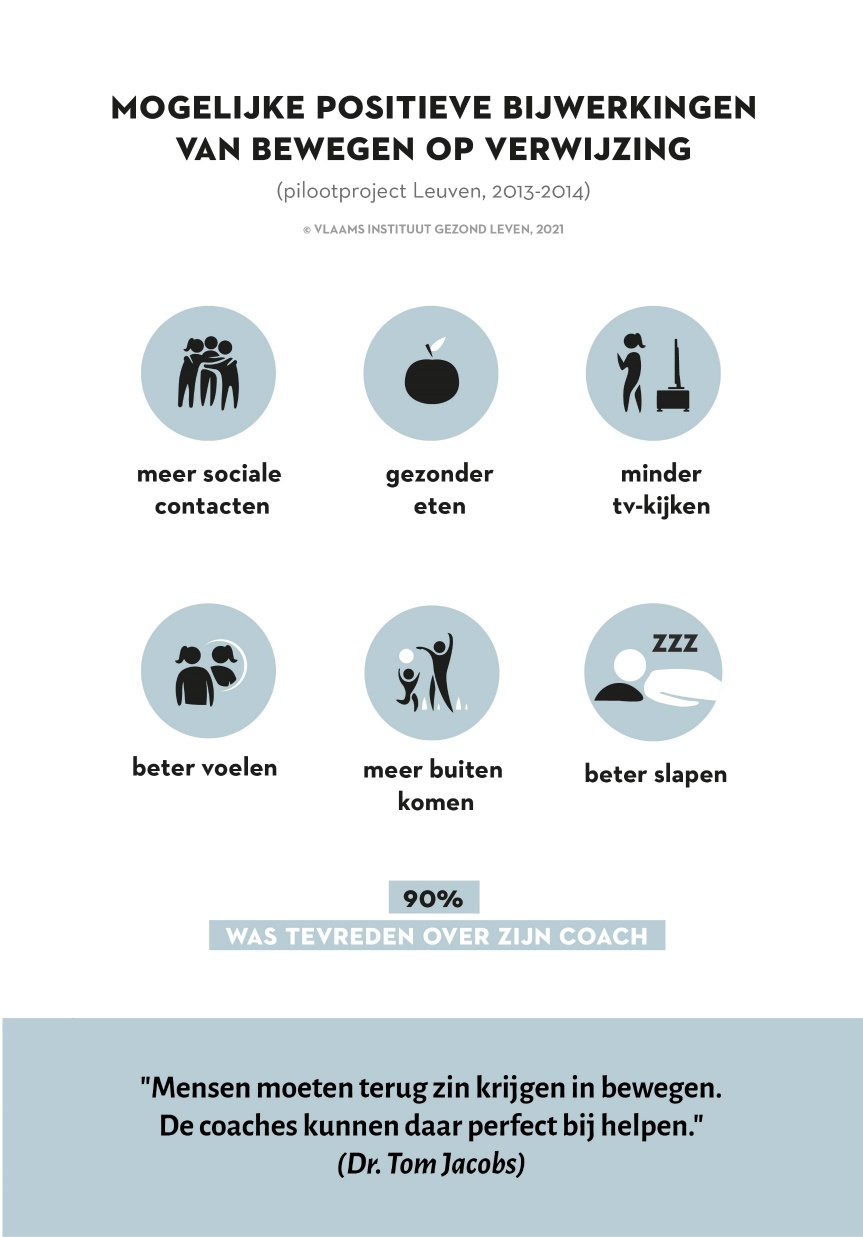 MOGELIJKE POSITIEVE BIJWERKINGEN
VAN BEWEGEN OP VERWIJZING
(pilootproject Leuven, 2013-2014)
© VLAAMS INSTITUUT GEZOND LEVEN, 2021
meer sociale
contacten
gezonder
eten
minder
tv-kijken
ZZZ
beter voelen
meer buiten
komen
beter slapen
90%
WAS TEVREDEN OVER ZIJN COACH
"Mensen moeten terug zin krijgen in bewegen.
De coaches kunnen daar perfect bij helpen."
(Dr. Tom Jacobs)